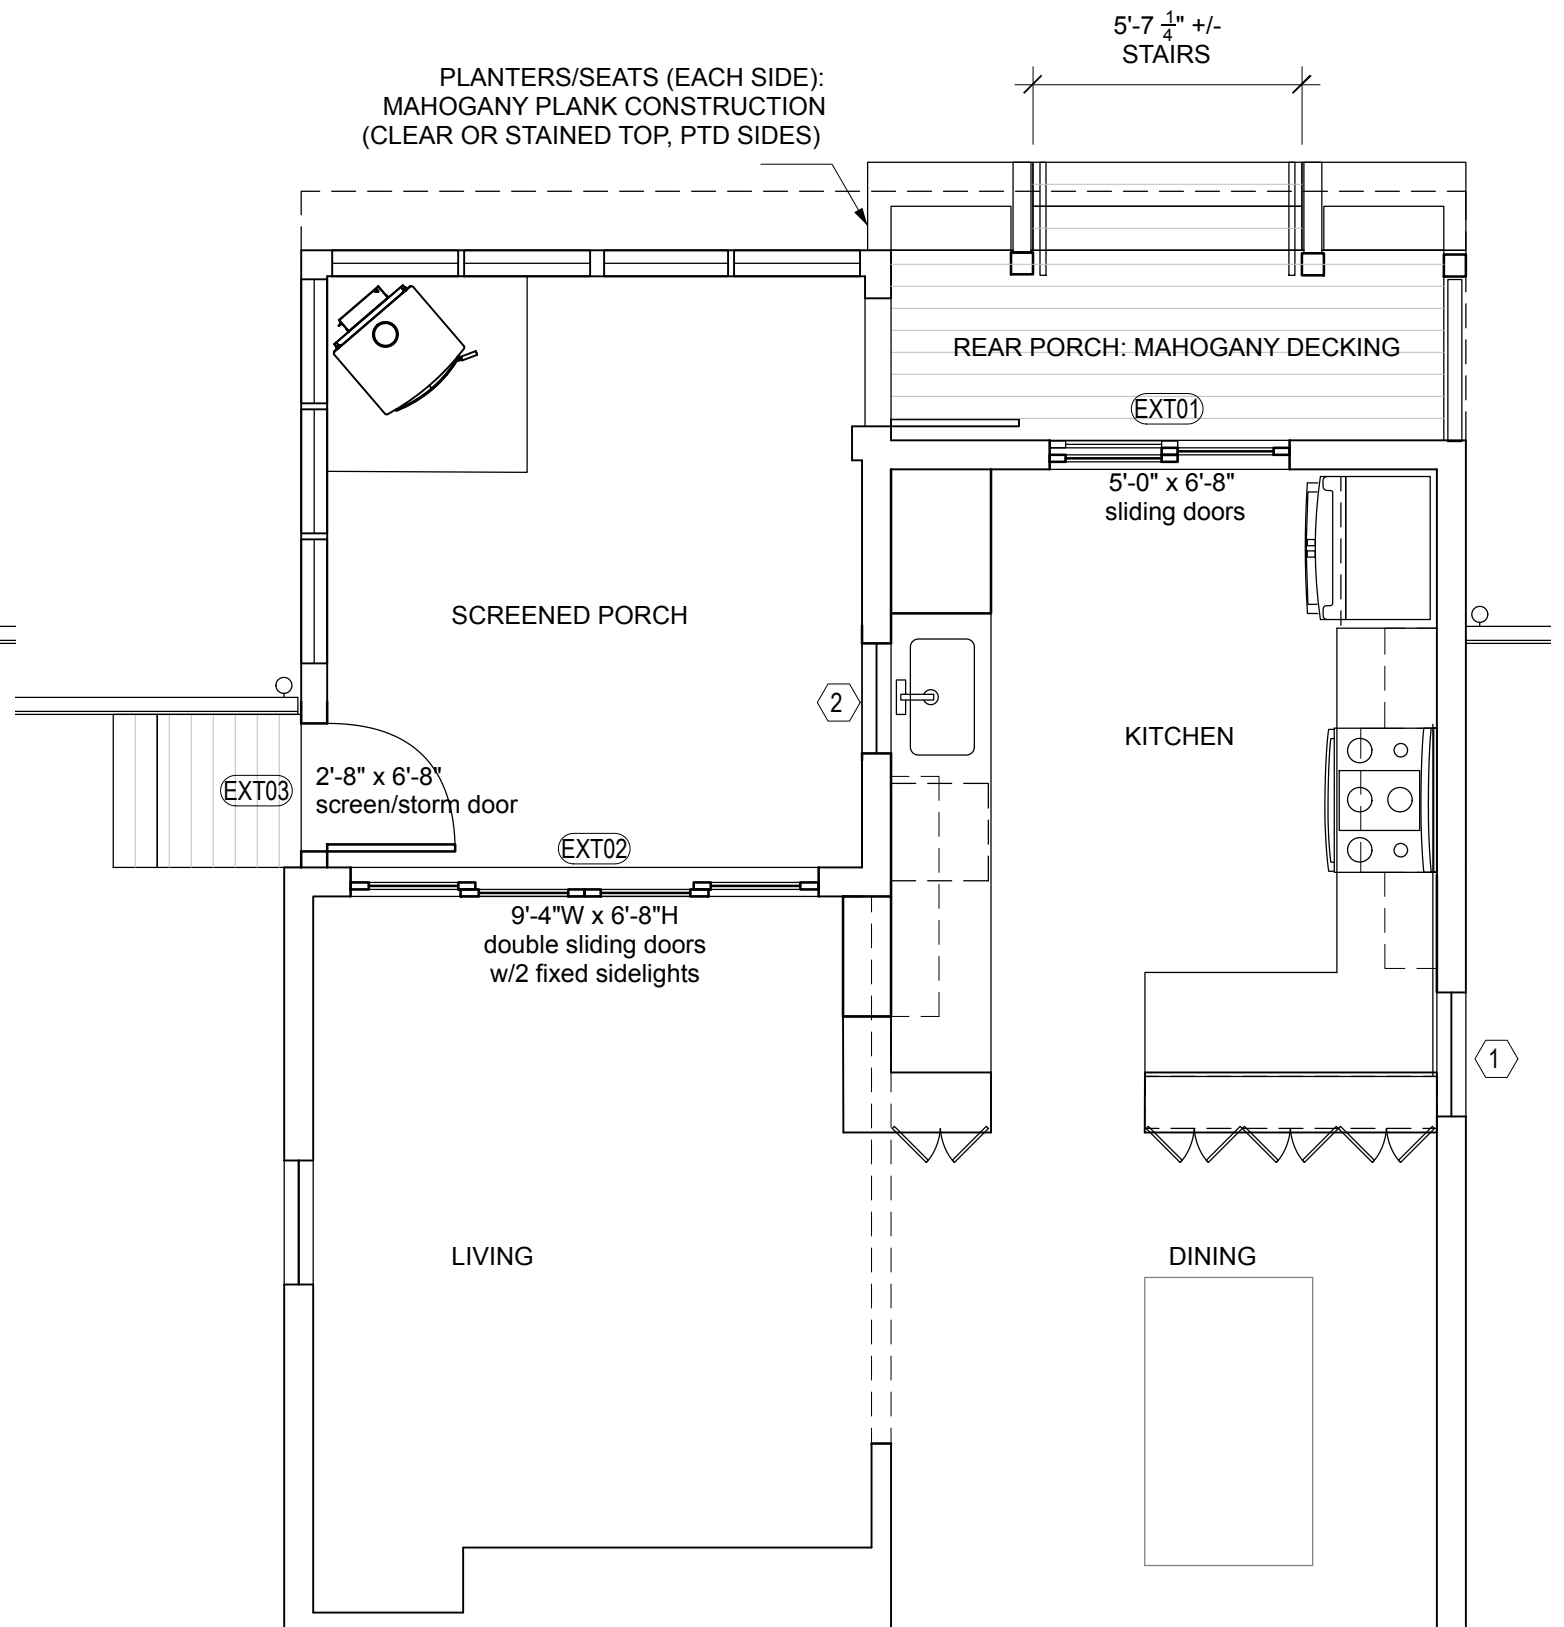 5'-7 1/4" +/-
STAIRS
PLANTERS/SEATS (EACH SIDE):
MAHOGANY PLANK CONSTRUCTION
(CLEAR OR STAINED TOP, PTD SIDES)
REAR PORCH: MAHOGANY DECKING
EXT01
5'-0" x 6'-8"
sliding doors
SCREENED PORCH
2
KITCHEN
EXT03
2'-8" x 6'-8"
screen/storm door
EXT02
9'-4"W x 6'-8"H
double sliding doors
w/2 fixed sidelights
1
LIVING
DINING